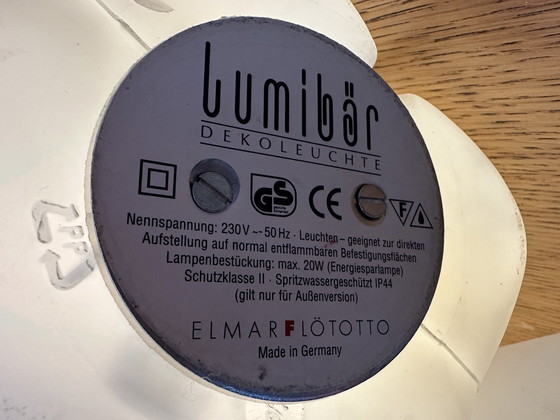 Lumibär
DEKOLEUCHTE
GS CE F
Nennspannung: 230V ~- 50 Hz · Leuchten – geeignet zur direkten
Aufstellung auf normal entflammbaren Befestigungsflächen
Lampenbestückung: max. 20W (Energiesparlampe)
Schutzklasse II · Spritzwassergeschützt IP44
(gilt nur für Außenversion)
ELMARFLÖTOTTO
Made in Germany